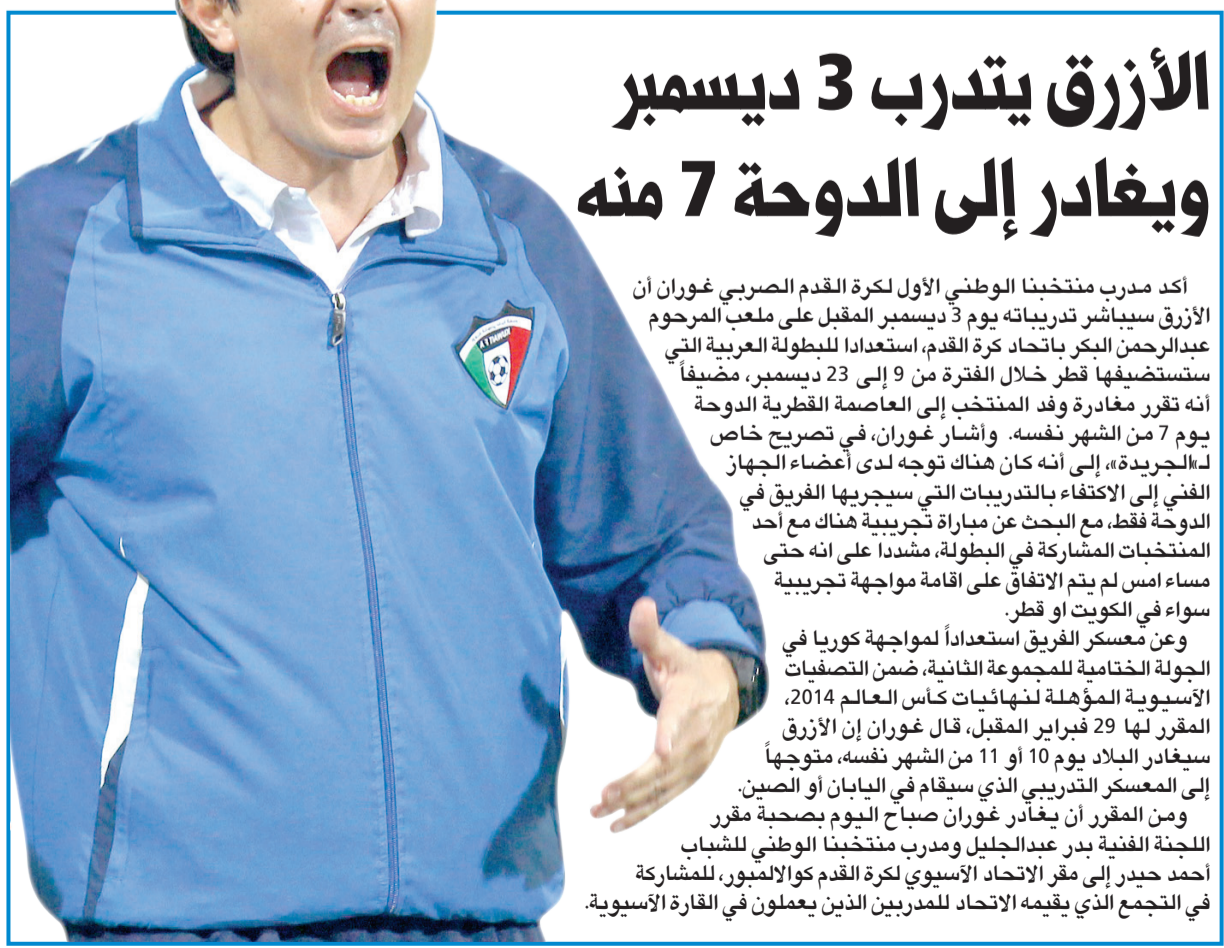 الأزرق يتدرب 3 ديسمبر
ويغادر إلى الدوحة 7 منه
أكد مدرب منتخبنا الوطني الأول لكرة القدم الصربي غوران أن
الأزرق سيباشر تدريباته يوم 3 ديسمبر المقبل على ملعب المرحوم
عبدالرحمن البكر باتحاد كرة القدم، استعدادا للبطولة العربية التي
ستستضيفها قطر خلال الفترة من 9 إلى 23 ديسمبر، مضيفاً
أنه تقرر مغادرة وفد المنتخب إلى العاصمة القطرية الدوحة
يوم 7 من الشهر نفسه. وأشار غوران، في تصريح خاص
لـ»الجريدة»، إلى أنه كان هناك توجه لدى أعضاء الجهاز
الفني إلى الاكتفاء بالتدريبات التي سيجريها الفريق في
الدوحة فقط، مع البحث عن مباراة تجريبية هناك مع أحد
المنتخبات المشاركة في البطولة، مشددا على انه حتى
مساء امس لم يتم الاتفاق على اقامة مواجهة تجريبية
سواء في الكويت او قطر.
وعن معسكر الفريق استعداداً لمواجهة كوريا في
الجولة الختامية للمجموعة الثانية، ضمن التصفيات
الآسيوية المؤهلة لنهائيات كأس العالم 2014،
المقرر لها 29 فبراير المقبل، قال غوران إن الأزرق
سيغادر البلاد يوم 10 أو 11 من الشهر نفسه، متوجهاً
إلى المعسكر التدريبي الذي سيقام في اليابان أو الصين.
ومن المقرر أن يغادر غوران صباح اليوم بصحبة مقرر
اللجنة الفنية بدر عبدالجليل ومدرب منتخبنا الوطني للشباب
أحمد حيدر إلى مقر الاتحاد الآسيوي لكرة القدم كوالالمبور، للمشاركة
في التجمع الذي يقيمه الاتحاد للمدربين الذين يعملون في القارة الآسيوية.